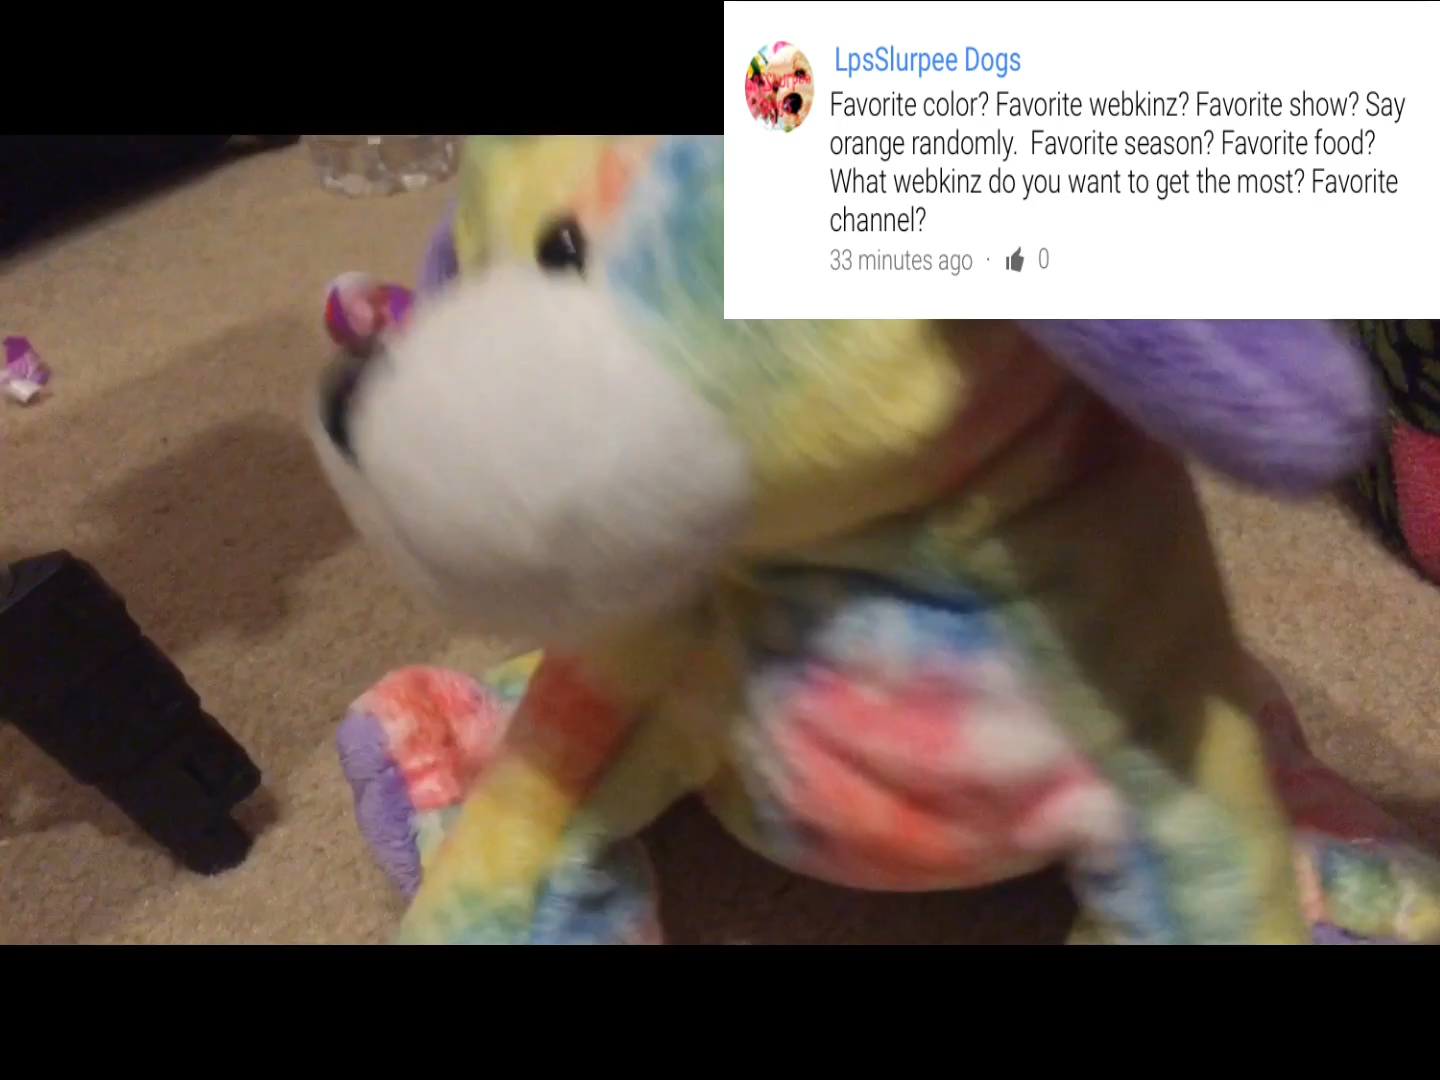 LpsSlurpee Dogs
Favorite color? Favorite webkinz? Favorite show? Say
orange randomly.  Favorite season? Favorite food?
What webkinz do you want to get the most? Favorite
channel?
33 minutes ago · 0